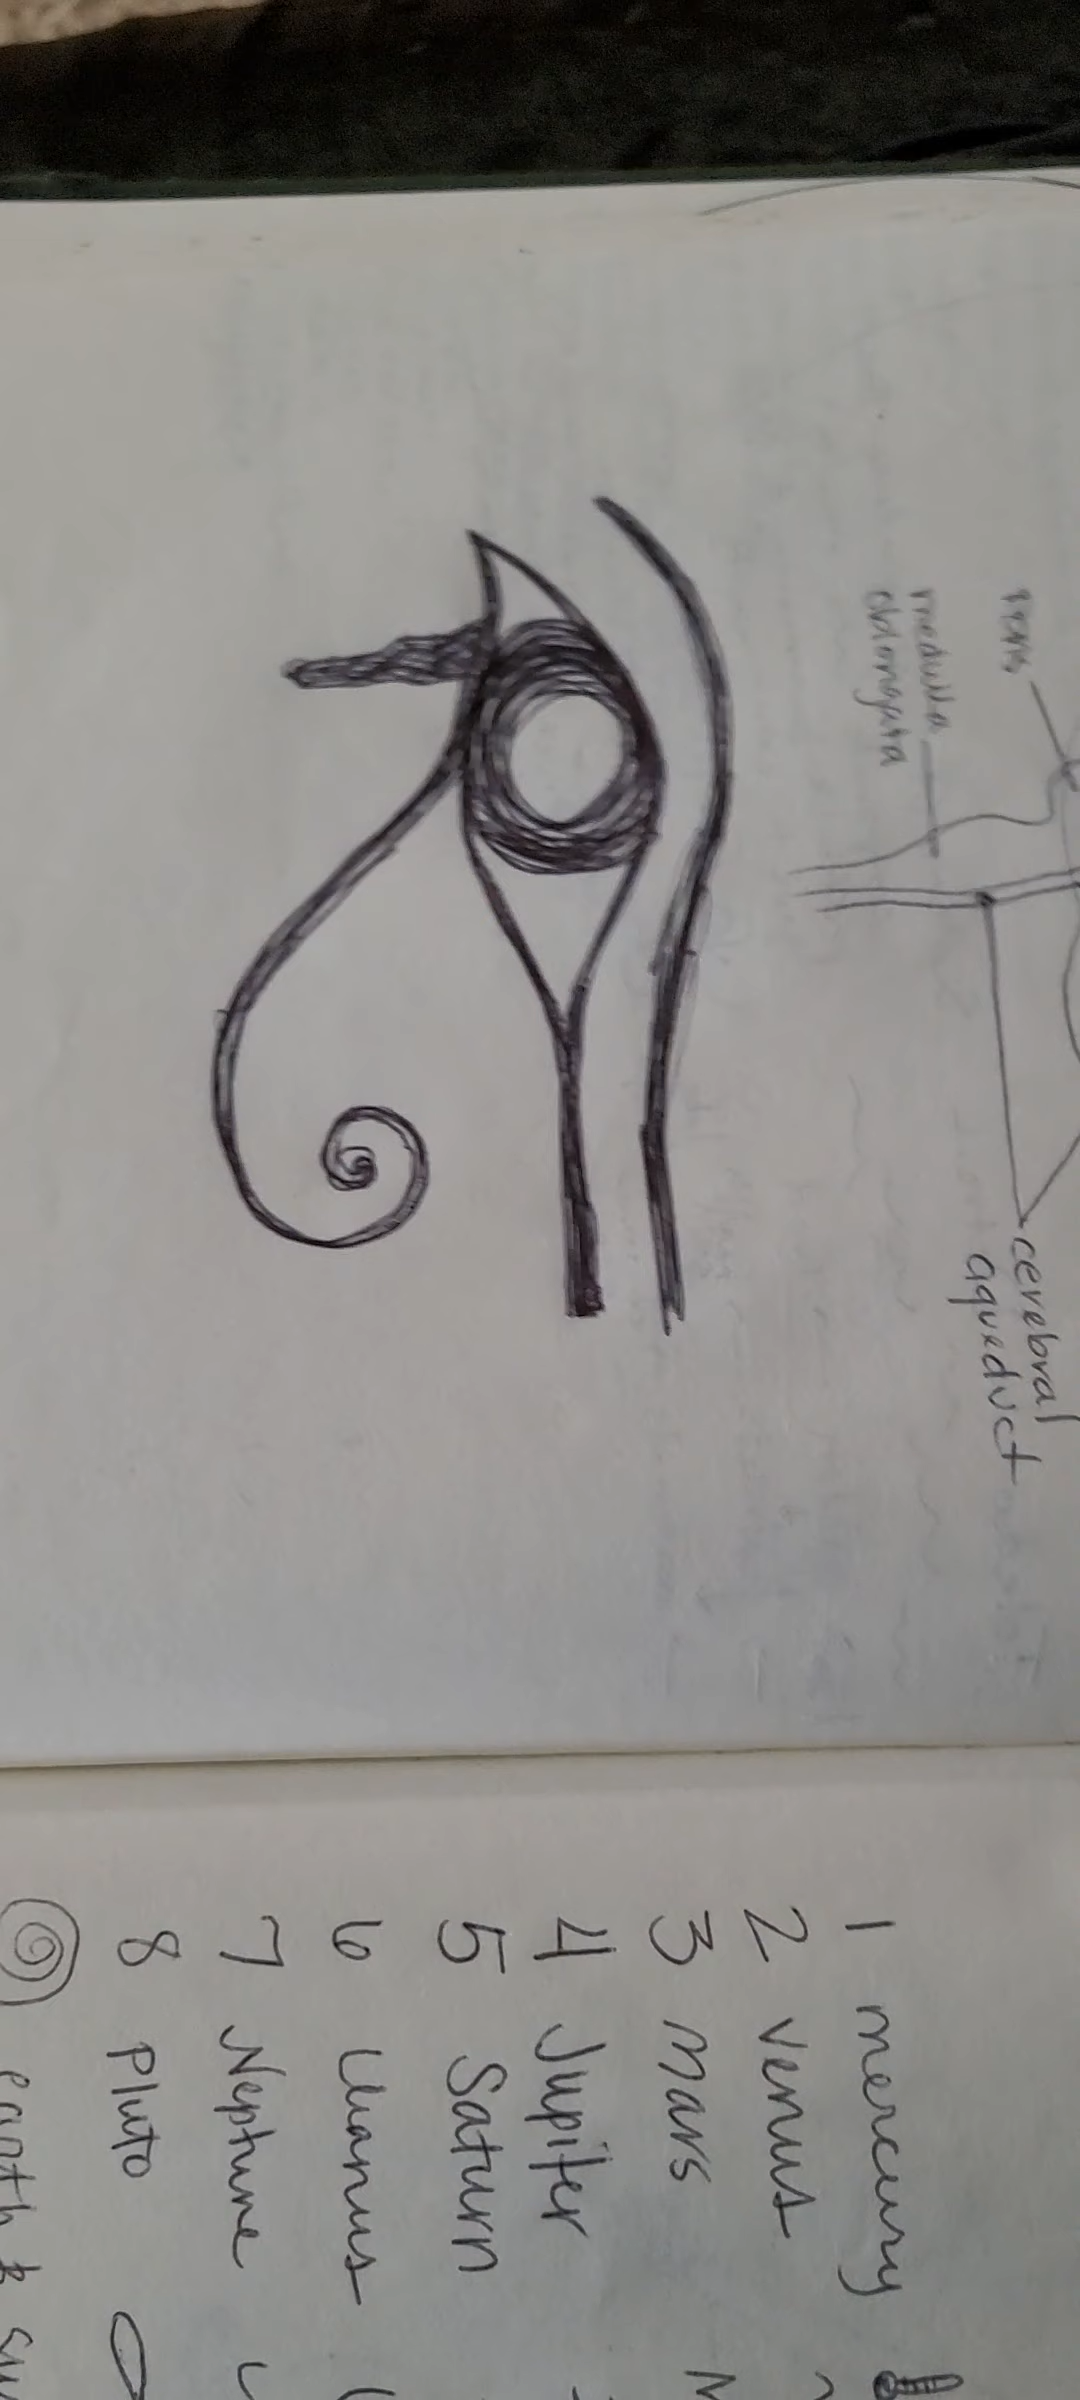 pons
medulla
oblongata
cerebral
aqueduct
1 mercury
2 venus
3 mars
4 Jupiter
5 Saturn
6 Uranus
7 Neptune
8 Pluto
earth &